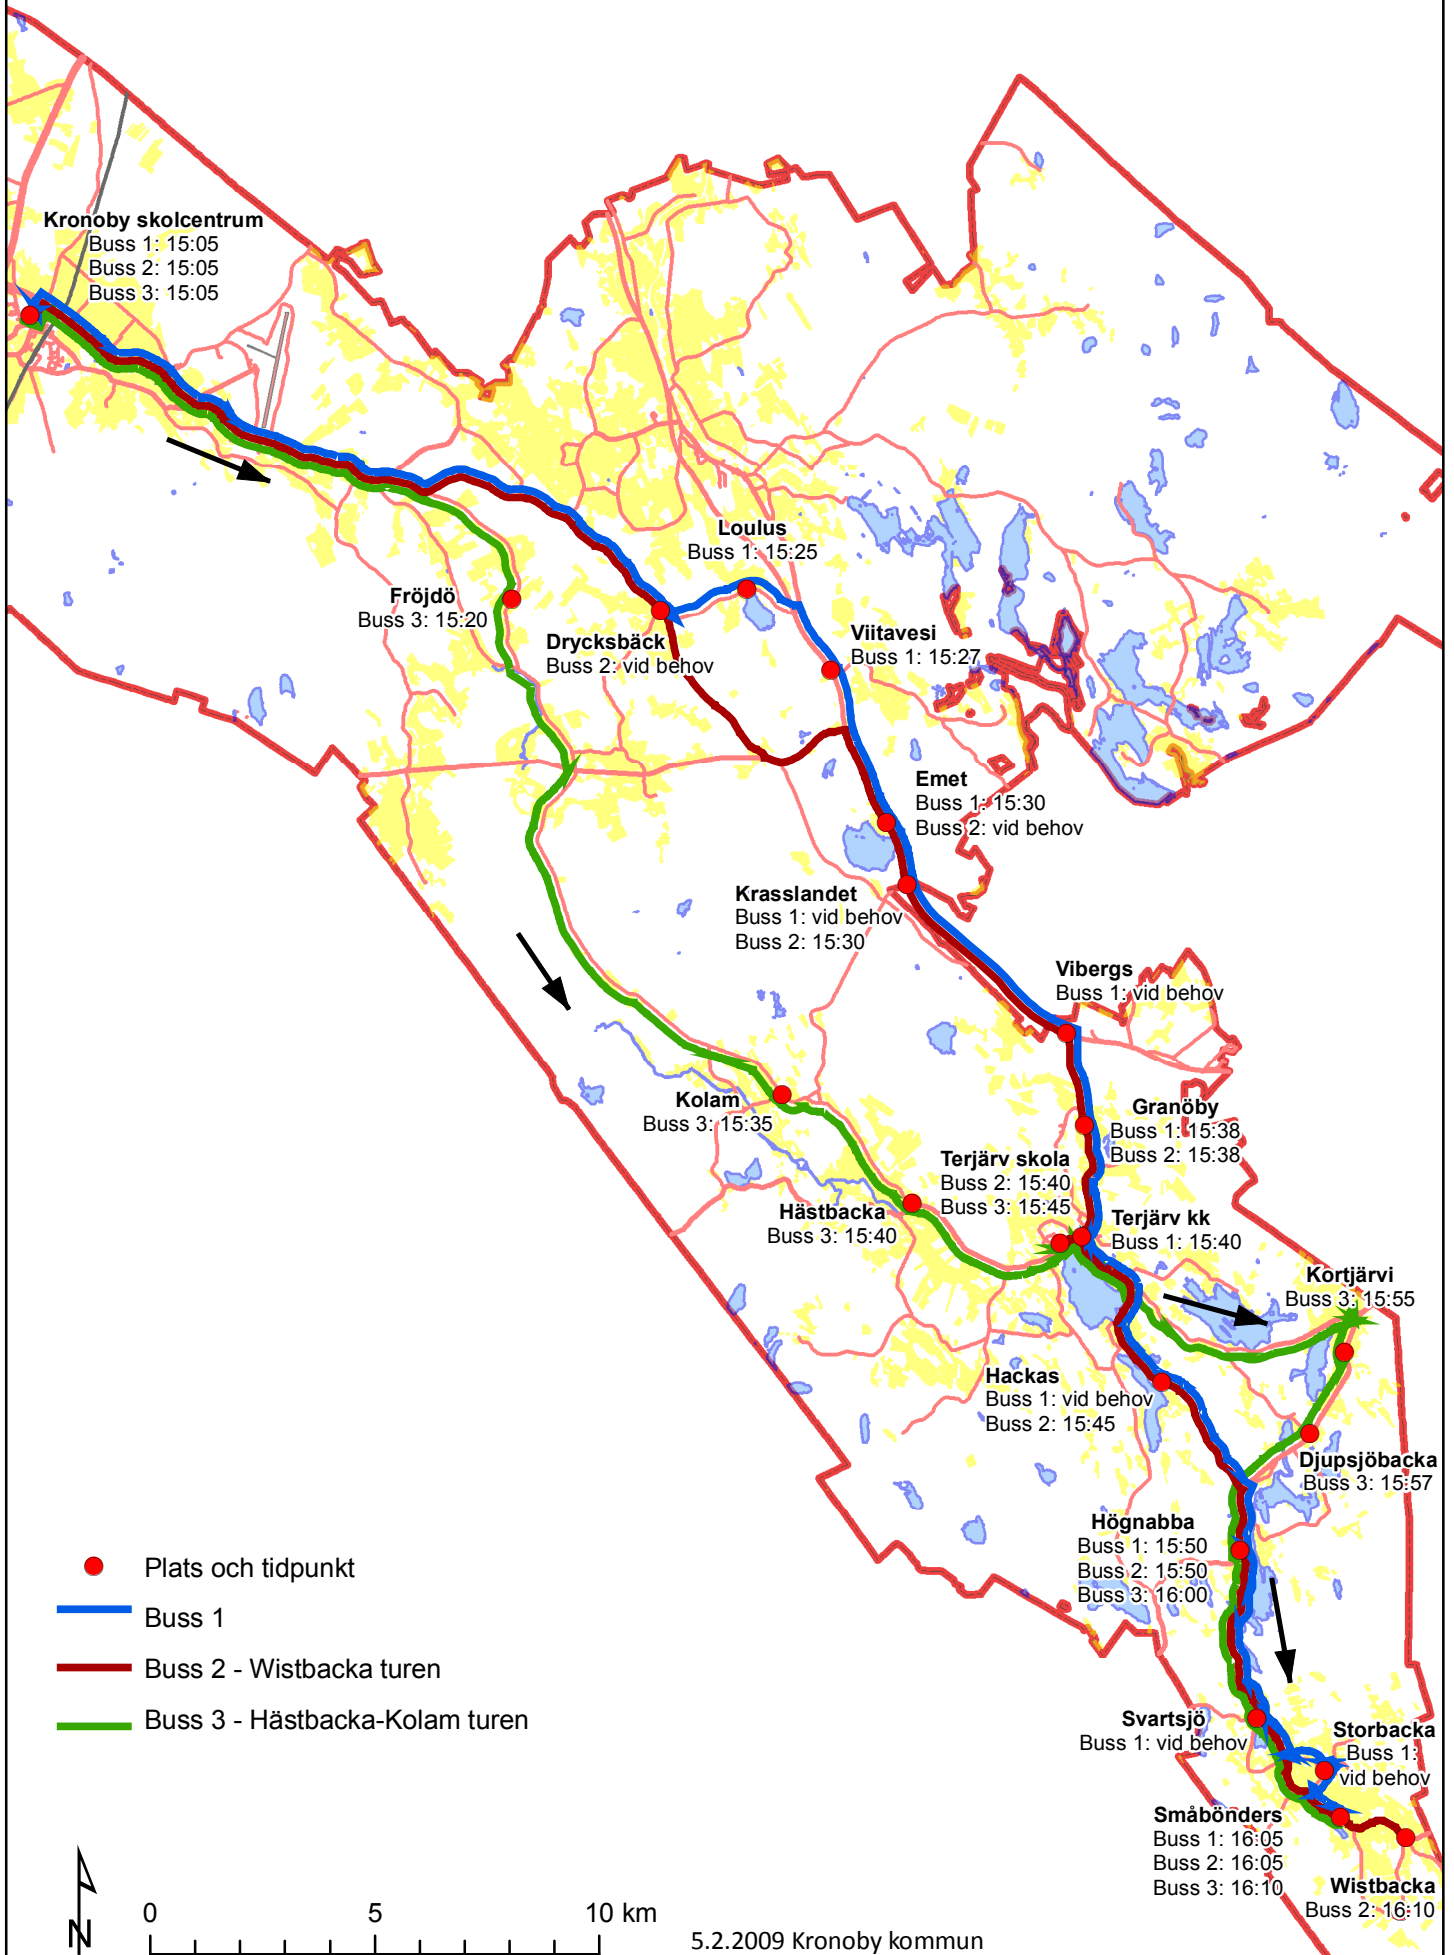 Kronoby skolcentrum
Buss 1: 15:05
Buss 2: 15:05
Buss 3: 15:05
Loulus
Buss 1: 15:25
Fröjdö
Buss 3: 15:20
Drycksbäck
Buss 2: vid behov
Viitavesi
Buss 1: 15:27
Emet
Buss 1: 15:30
Buss 2: vid behov
Krasslandet
Buss 1: vid behov
Buss 2: 15:30
Vibergs
Buss 1: vid behov
Kolam
Buss 3: 15:35
Granöby
Buss 1: 15:38
Buss 2: 15:38
Terjärv skola
Buss 2: 15:40
Buss 3: 15:45
Hästbacka
Buss 3: 15:40
Terjärv kk
Buss 1: 15:40
Kortjärvi
Buss 3: 15:55
Hackas
Buss 1: vid behov
Buss 2: 15:45
Djupsjöbacka
Buss 3: 15:57
Högnabba
Buss 1: 15:50
Buss 2: 15:50
Buss 3: 16:00
Plats och tidpunkt
Buss 1
Buss 2 - Wistbacka turen
Buss 3 - Hästbacka-Kolam turen
Svartsjö
Buss 1: vid behov
Storbacka
Buss 1:
vid behov
Småbönders
Buss 1: 16:05
Buss 2: 16:05
Buss 3: 16:10
Wistbacka
Buss 2: 16:10
N
0 5 10 km
5.2.2009 Kronoby kommun